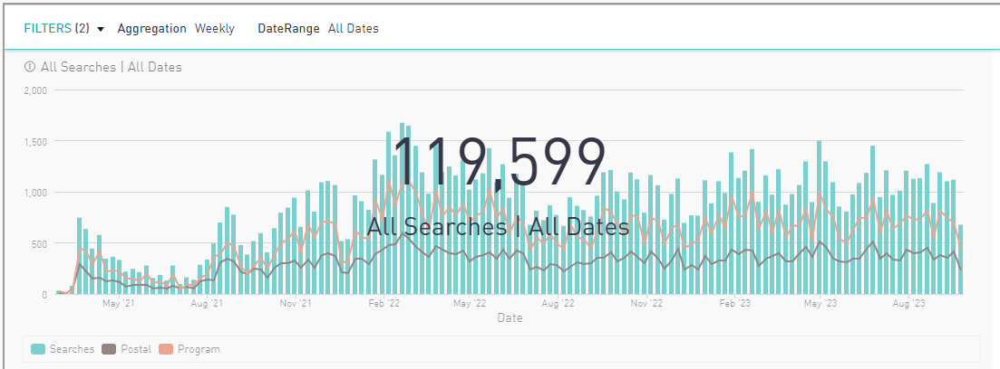 FILTERS (2) Aggregation Weekly DateRange All Dates
All Searches | All Dates
2,000
1,500
1,000
500
0
119,599
All Searches | All Dates
May '21 Aug '21 Nov '21 Feb '22 May '22 Aug '22 Nov '22 Feb '23 May '23 Aug '23
Date
Searches Postal Program